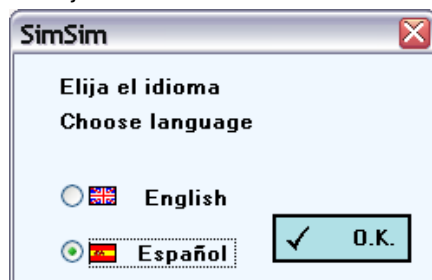 SimSim
Elija el idioma
Choose language
English
Español
O.K.